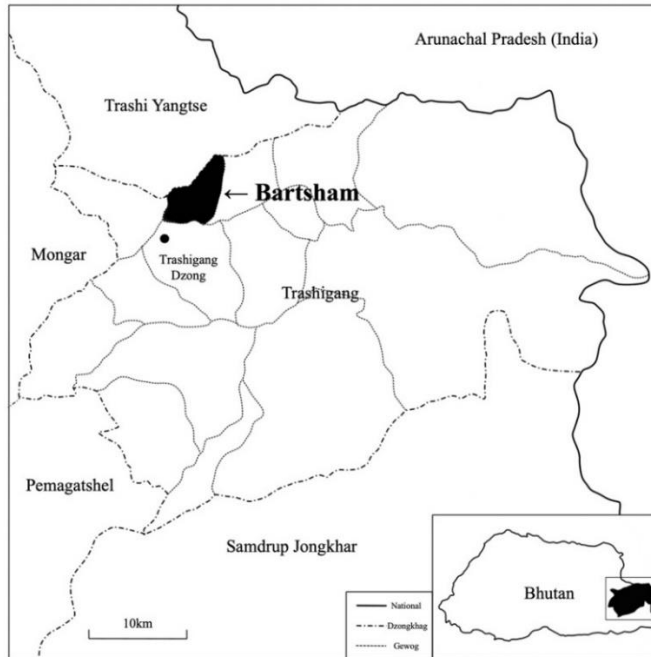 Arunachal Pradesh (India)
Trashi Yangtse
← Bartsham
Mongar
Trashigang
Dzong
Trashigang
Pemagatshel
Samdrup Jongkhar
10km
National
Dzongkhag
Gewog
Bhutan